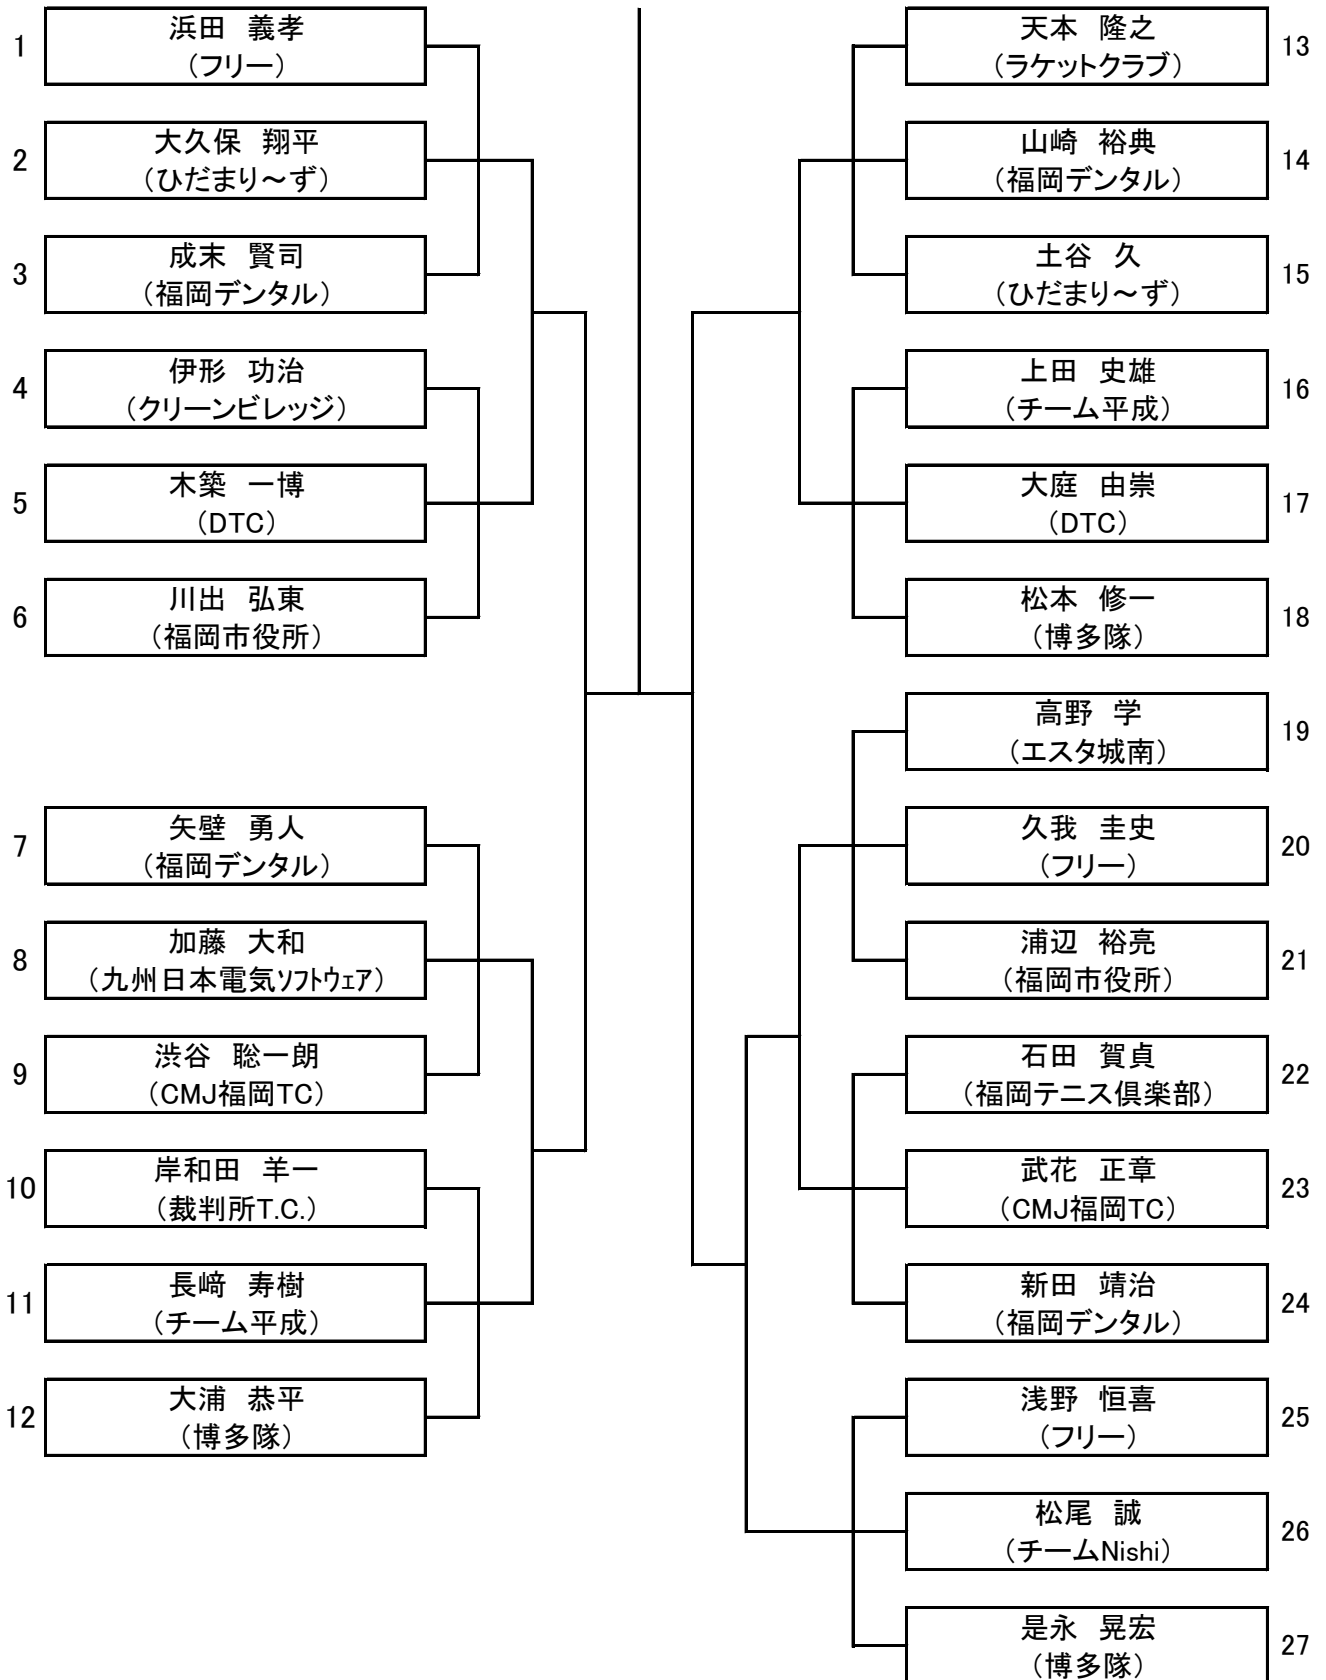 1
浜田　義孝
（フリー）
2
大久保　翔平
（ひだまり～ず）
3
成末　賢司
（福岡デンタル）
4
伊形　功治
（クリーンビレッジ）
5
木築　一博
（DTC）
6
川出　弘東
（福岡市役所）
7
矢壁　勇人
（福岡デンタル）
8
加藤　大和
（九州日本電気ｿﾌﾄｳｪｱ）
9
渋谷　聡一朗
（CMJ福岡TC）
10
岸和田　羊一
（裁判所T.C.）
11
長﨑　寿樹
（チーム平成）
12
大浦　恭平
（博多隊）
天本　隆之
（ラケットクラブ）
13
山崎　裕典
（福岡デンタル）
14
土谷　久
（ひだまり～ず）
15
上田　史雄
（チーム平成）
16
大庭　由崇
（DTC）
17
松本　修一
（博多隊）
18
高野　学
（エスタ城南）
19
久我　圭史
（フリー）
20
浦辺　裕亮
（福岡市役所）
21
石田　賀貞
（福岡テニス倶楽部）
22
武花　正章
（CMJ福岡TC）
23
新田　靖治
（福岡デンタル）
24
浅野　恒喜
（フリー）
25
松尾　誠
（チームNishi）
26
是永　晃宏
（博多隊）
27